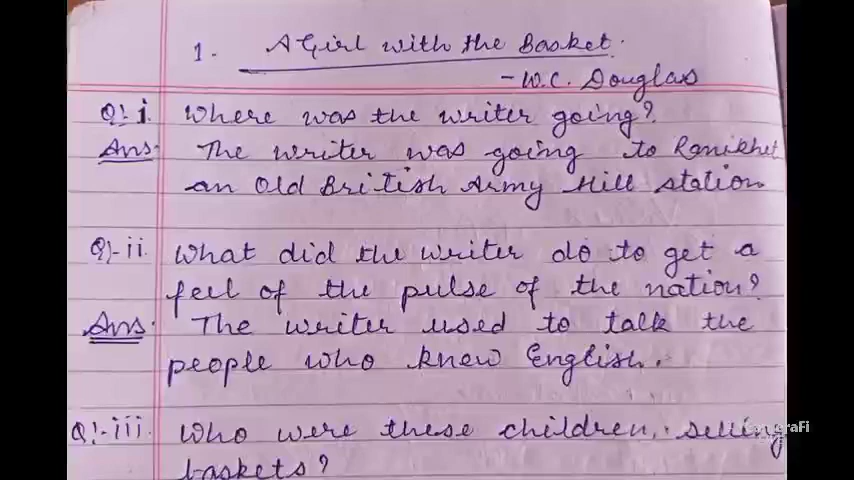 1. A Girl with the Basket.
- W.C. Douglas
Q:i. Where was the writer going?
Ans: The writer was going to Ranikhet
an Old British Army Hill station
Q:-ii. What did the writer do to get a
feel of the pulse of the nation?
Ans: The writer used to talk the
people who knew English.
Q:-iii. Who were these children, selling
baskets?